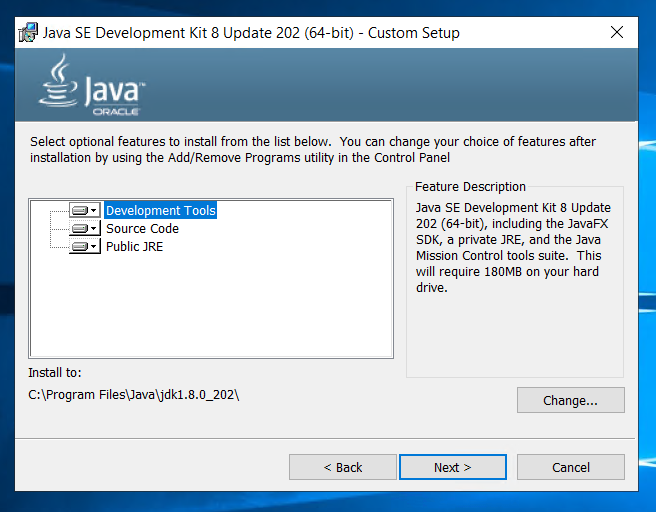 Java SE Development Kit 8 Update 202 (64-bit) - Custom Setup
Java™
ORACLE
Select optional features to install from the list below.  You can change your choice of features after
installation by using the Add/Remove Programs utility in the Control Panel
Development Tools
Source Code
Public JRE
Feature Description
Java SE Development Kit 8 Update
202 (64-bit), including the JavaFX
SDK, a private JRE, and the Java
Mission Control tools suite.  This
will require 180MB on your hard
drive.
Install to:
C:\Program Files\Java\jdk1.8.0_202\
Change...
< Back
Next >
Cancel